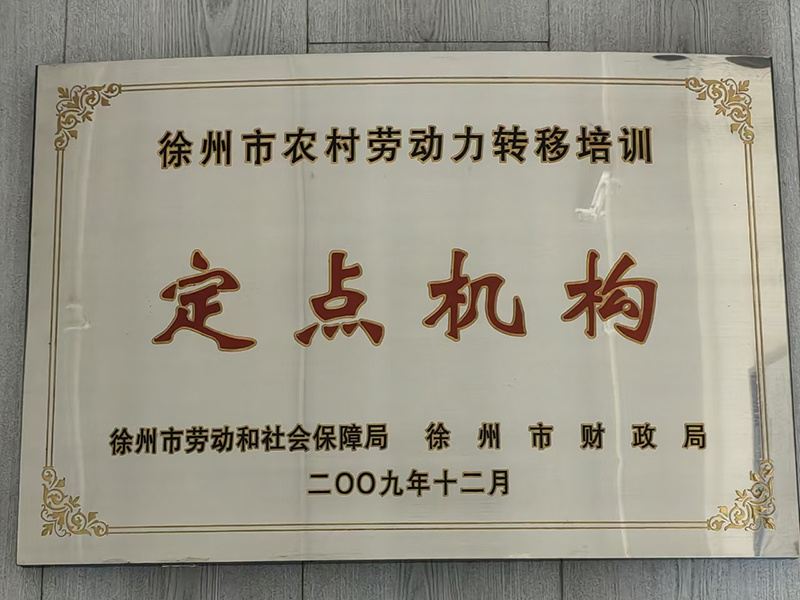 徐州市农村劳动力转移培训
定点机构
徐州市劳动和社会保障局 徐州市财政局
二〇〇九年十二月